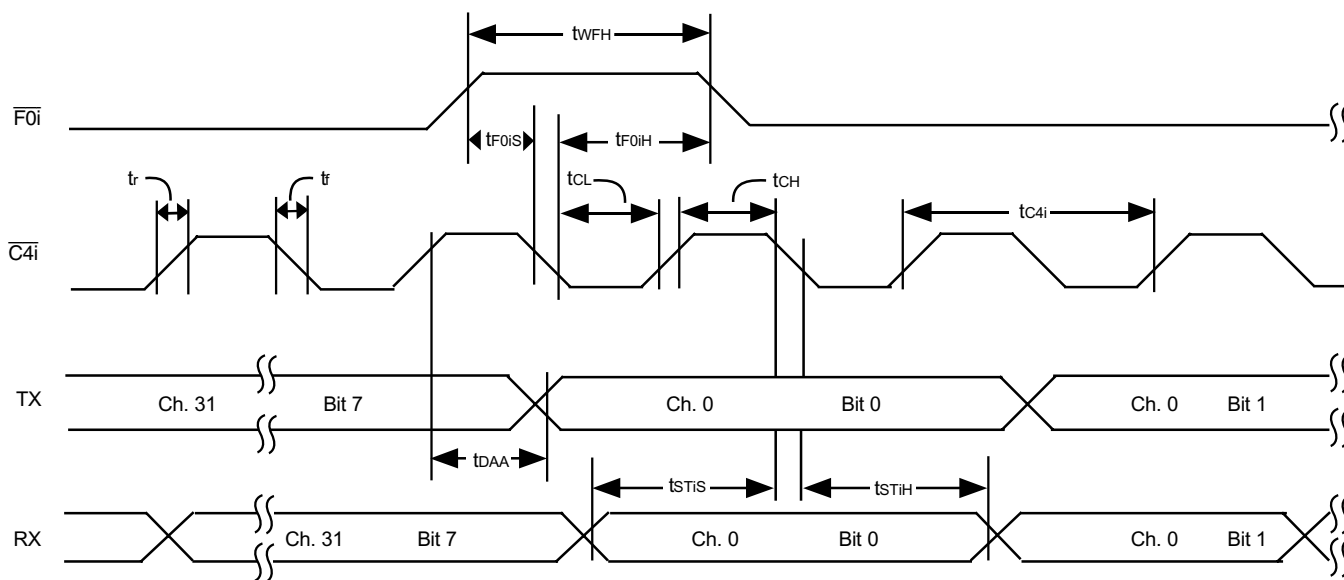 tWFH
F0i
tF0iS
tF0iH
tr
tf
tCL
tCH
tC4i
C4i
TX
Ch. 31 Bit 7
Ch. 0 Bit 0
Ch. 0 Bit 1
tDAA
tSTiS
tSTiH
RX
Ch. 31 Bit 7
Ch. 0 Bit 0
Ch. 0 Bit 1